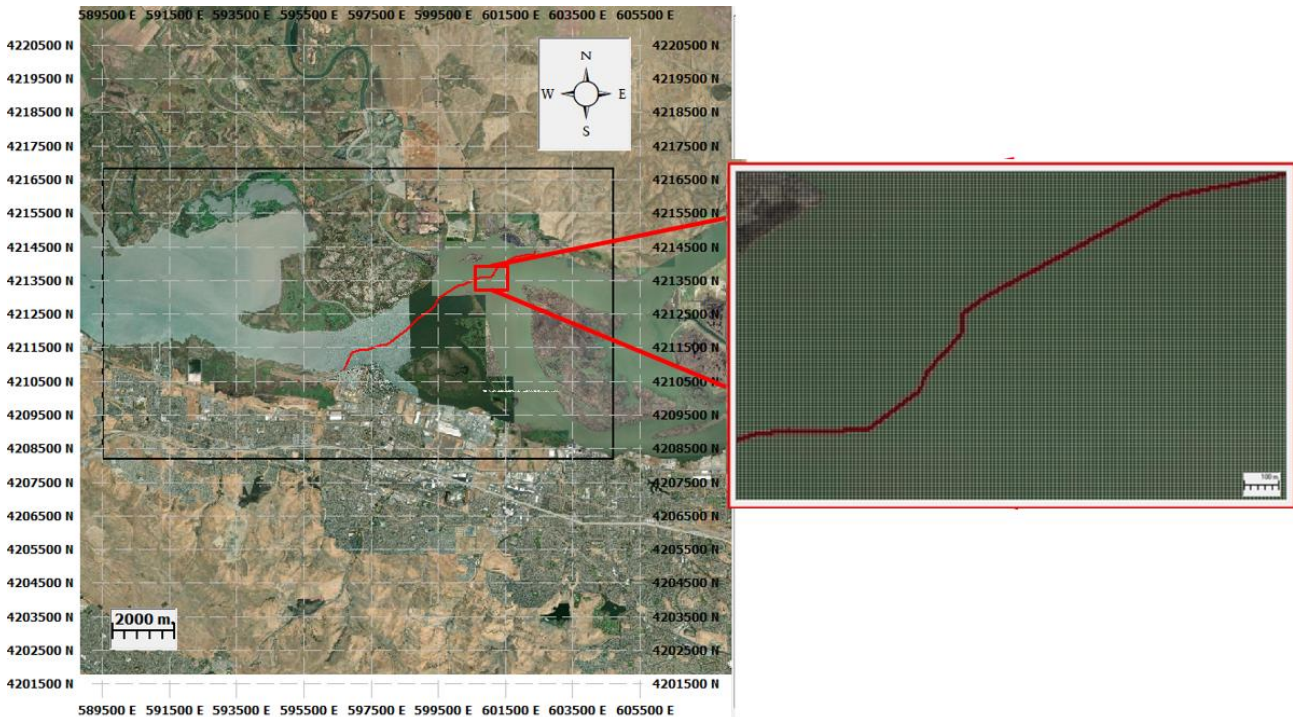 589500 E 591500 E 593500 E 595500 E 597500 E 599500 E 601500 E 603500 E 605500 E
4220500 N 4220500 N
4219500 N 4219500 N
4218500 N 4218500 N
4217500 N 4217500 N
4216500 N 4216500 N
4215500 N 4215500 N
4214500 N 4214500 N
4213500 N 4213500 N
4212500 N 4212500 N
4211500 N 4211500 N
4210500 N 4210500 N
4209500 N 4209500 N
4208500 N 4208500 N
4207500 N 4207500 N
4206500 N 4206500 N
4205500 N 4205500 N
4204500 N 4204500 N
4203500 N 4203500 N
4202500 N 4202500 N
4201500 N 4201500 N
589500 E 591500 E 593500 E 595500 E 597500 E 599500 E 601500 E 603500 E 605500 E
N
W E
S
2000 m
100 m